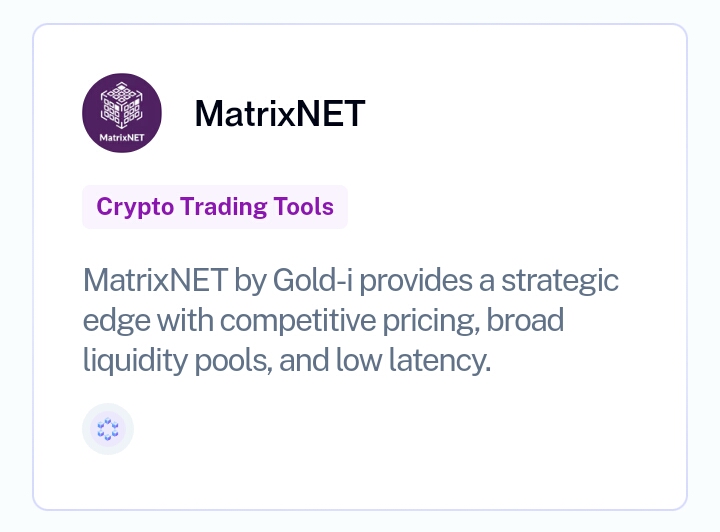 MatrixNET
MatrixNET
Crypto Trading Tools
MatrixNET by Gold-i provides a strategic
edge with competitive pricing, broad
liquidity pools, and low latency.